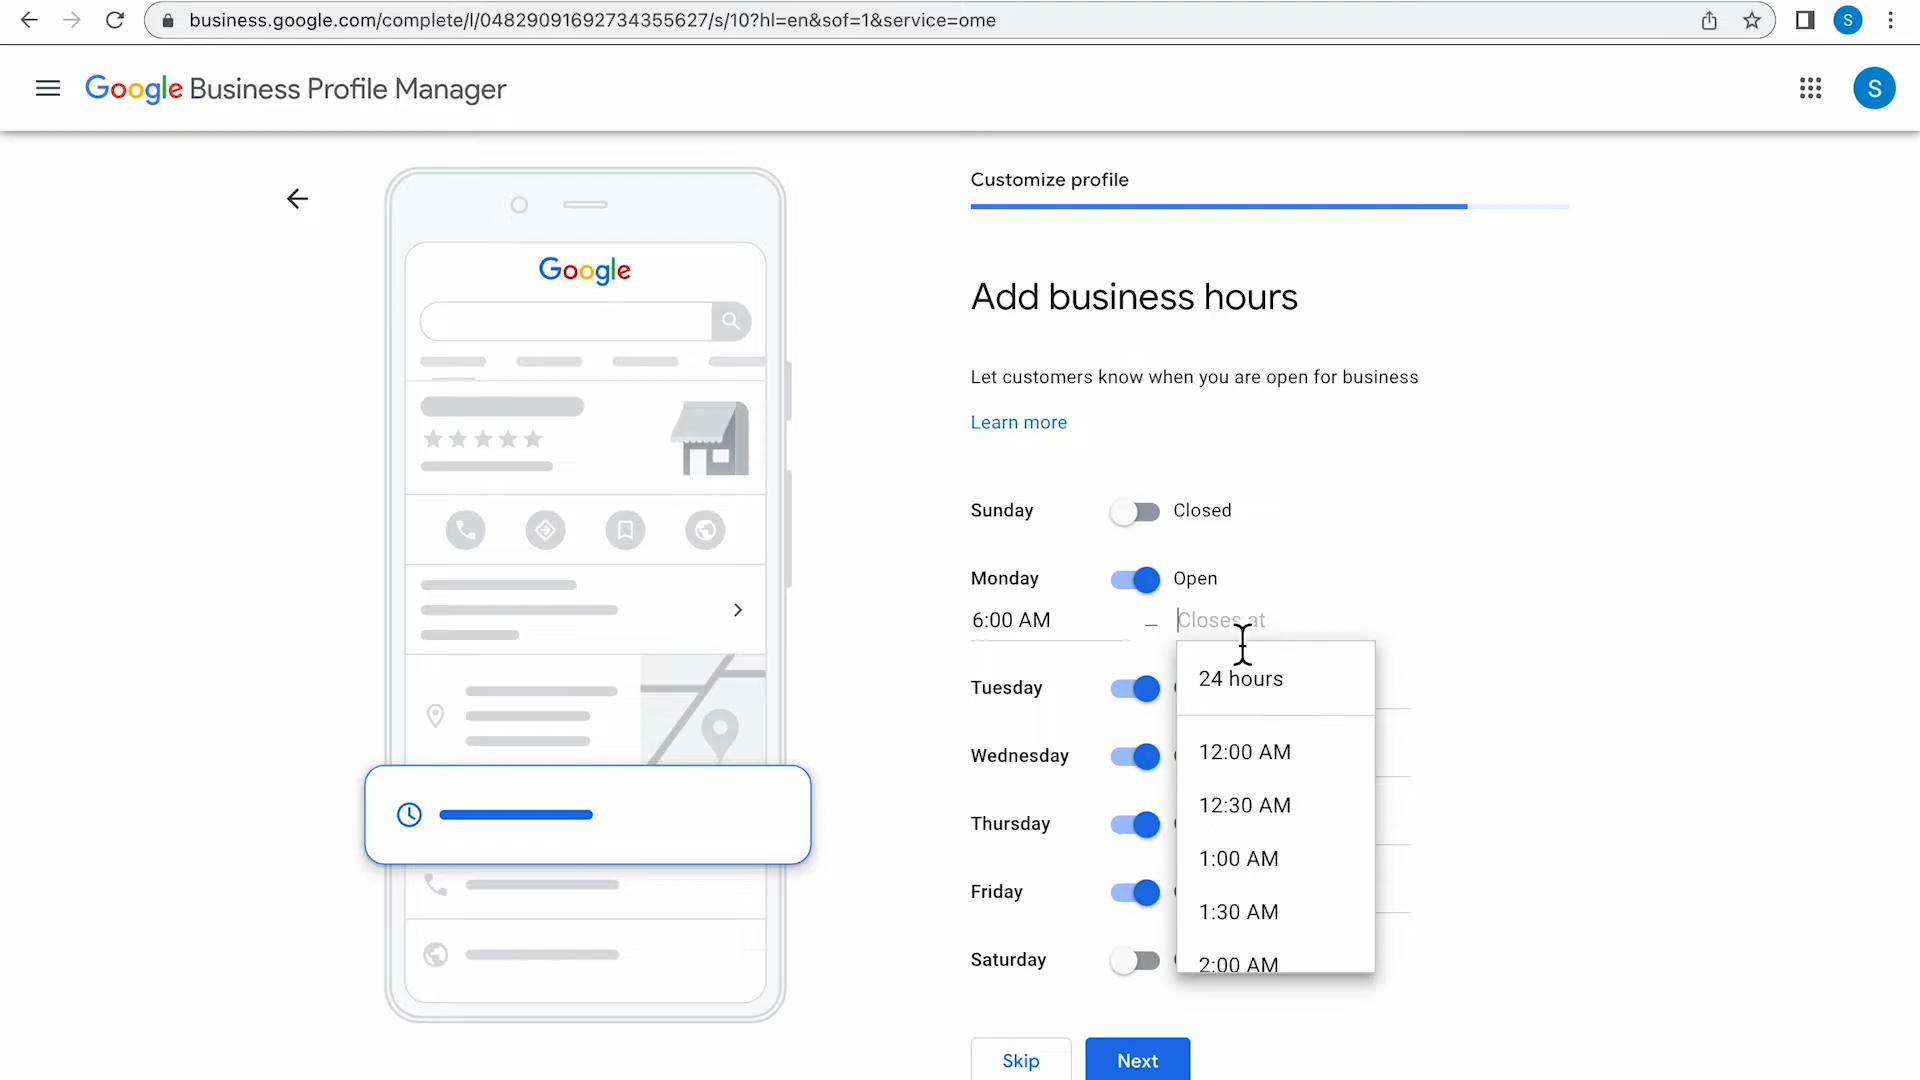 business.google.com/complete/l/04829091692734355627/s/10?hl=en&sof=1&service=ome
S
Google Business Profile Manager
S
Google
Customize profile
Add business hours
Let customers know when you are open for business
Learn more
Sunday Closed
Monday Open
6:00 AM – Closes at
24 hours
Tuesday
12:00 AM
Wednesday
12:30 AM
Thursday
1:00 AM
Friday
1:30 AM
Saturday
2:00 AM
Skip Next